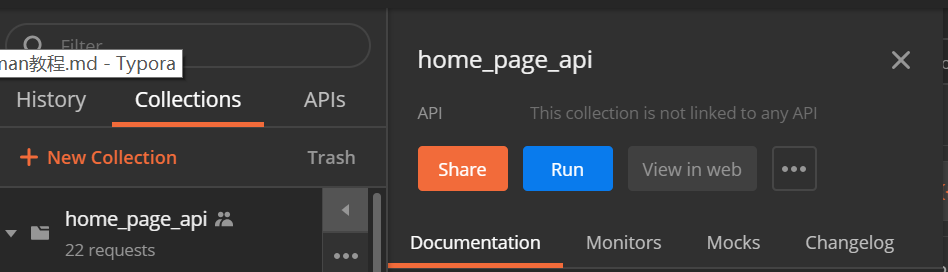 Filter
man教程.md - Typora
History Collections APIs
+ New Collection Trash
home_page_api
22 requests
home_page_api
API This collection is not linked to any API
Share Run View in web
Documentation Monitors Mocks Changelog